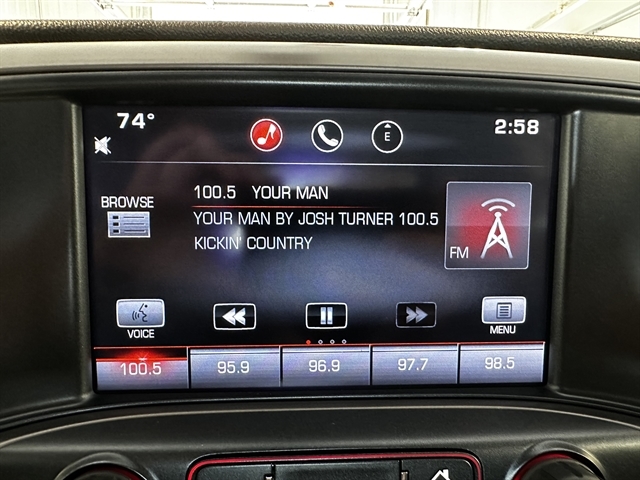 74°
E
2:58
BROWSE
100.5 YOUR MAN
YOUR MAN BY JOSH TURNER 100.5
KICKIN' COUNTRY
FM
VOICE
MENU
100.5 95.9 96.9 97.7 98.5